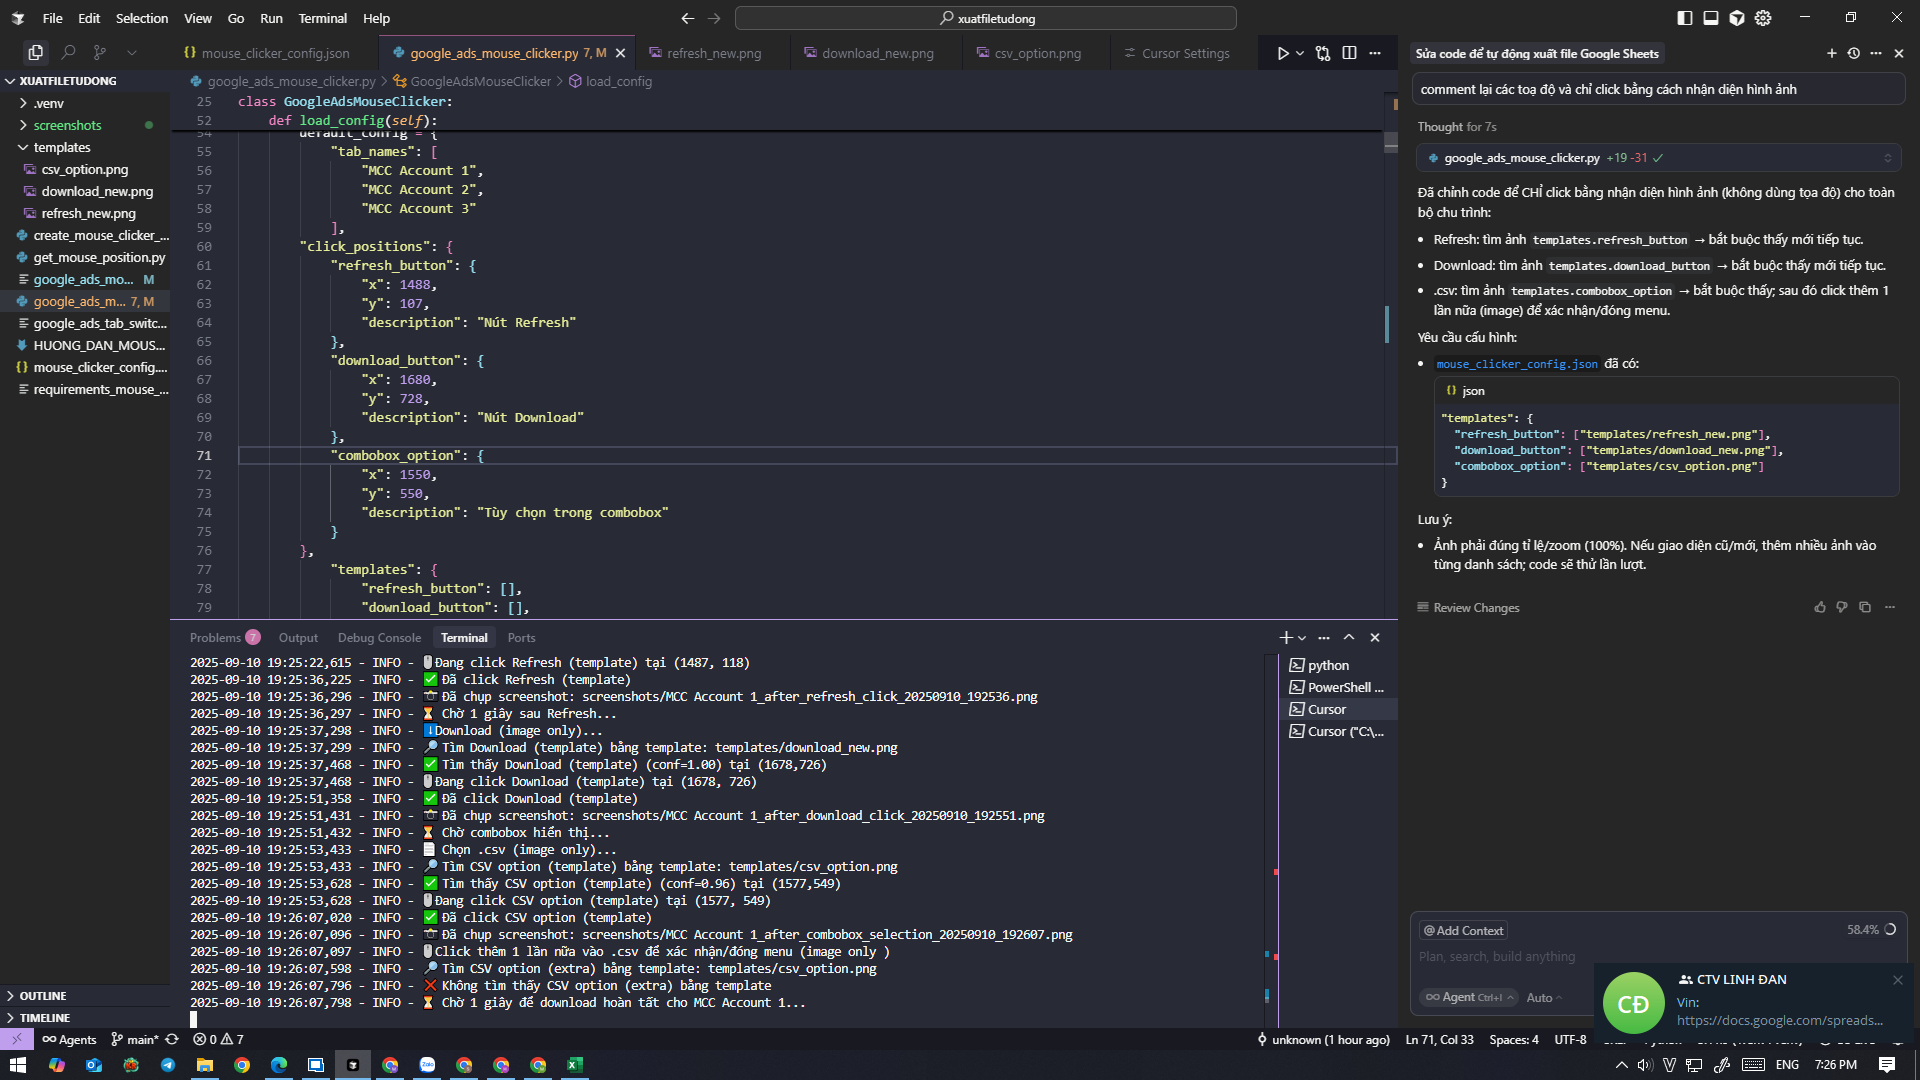 File Edit Selection View Go Run Terminal Help
xuatfiletudong
mouse_clicker_config.json
google_ads_mouse_clicker.py 7, M
refresh_new.png
download_new.png
csv_option.png
Cursor Settings
XUATFILETUDONG
.venv
screenshots
templates
csv_option.png
download_new.png
refresh_new.png
create_mouse_clicker_...
get_mouse_position.py
google_ads_mo... M
google_ads_m... 7, M
google_ads_tab_switc...
HUONG_DAN_MOUS...
mouse_clicker_config....
requirements_mouse_...
OUTLINE
TIMELINE
google_ads_mouse_clicker.py > GoogleAdsMouseClicker > load_config
25 class GoogleAdsMouseClicker:
52 def load_config(self):
54 default_config = {
55 "tab_names": [
56 "MCC Account 1",
57 "MCC Account 2",
58 "MCC Account 3"
59 ],
60 "click_positions": {
61 "refresh_button": {
62 "x": 1488,
63 "y": 107,
64 "description": "Nút Refresh"
65 },
66 "download_button": {
67 "x": 1680,
68 "y": 728,
69 "description": "Nút Download"
70 },
71 "combobox_option": {
72 "x": 1550,
73 "y": 550,
74 "description": "Tùy chọn trong combobox"
75 }
76 },
77 "templates": {
78 "refresh_button": [],
79 "download_button": [],
Problems 7 Output Debug Console Terminal Ports
2025-09-10 19:25:22,615 - INFO - Đang click Refresh (template) tại (1487, 118)
2025-09-10 19:25:36,225 - INFO - Đã click Refresh (template)
2025-09-10 19:25:36,296 - INFO - Đã chụp screenshot: screenshots/MCC Account 1_after_refresh_click_20250910_192536.png
2025-09-10 19:25:36,297 - INFO - Chờ 1 giây sau Refresh...
2025-09-10 19:25:37,298 - INFO - Download (image only)...
2025-09-10 19:25:37,299 - INFO - Tìm Download (template) bằng template: templates/download_new.png
2025-09-10 19:25:37,468 - INFO - Tìm thấy Download (template) (conf=1.00) tại (1678,726)
2025-09-10 19:25:37,468 - INFO - Đang click Download (template) tại (1678, 726)
2025-09-10 19:25:51,358 - INFO - Đã click Download (template)
2025-09-10 19:25:51,431 - INFO - Đã chụp screenshot: screenshots/MCC Account 1_after_download_click_20250910_192551.png
2025-09-10 19:25:51,432 - INFO - Chờ combobox hiển thị...
2025-09-10 19:25:53,433 - INFO - Chọn .csv (image only)...
2025-09-10 19:25:53,433 - INFO - Tìm CSV option (template) bằng template: templates/csv_option.png
2025-09-10 19:25:53,628 - INFO - Tìm thấy CSV option (template) (conf=0.96) tại (1577,549)
2025-09-10 19:25:53,628 - INFO - Đang click CSV option (template) tại (1577, 549)
2025-09-10 19:26:07,020 - INFO - Đã click CSV option (template)
2025-09-10 19:26:07,096 - INFO - Đã chụp screenshot: screenshots/MCC Account 1_after_combobox_selection_20250910_192607.png
2025-09-10 19:26:07,097 - INFO - Click thêm 1 lần nữa vào .csv để xác nhận/đóng menu (image only )
2025-09-10 19:26:07,598 - INFO - Tìm CSV option (extra) bằng template: templates/csv_option.png
2025-09-10 19:26:07,796 - INFO - Không tìm thấy CSV option (extra) bằng template
2025-09-10 19:26:07,798 - INFO - Chờ 1 giây để download hoàn tất cho MCC Account 1...
python
PowerShell ...
Cursor
Cursor ("C:\...
Sửa code để tự động xuất file Google Sheets
comment lại các toạ độ và chỉ click bằng cách nhận diện hình ảnh
Thought for 7s
google_ads_mouse_clicker.py +19 -31
Đã chỉnh code để CHỈ click bằng nhận diện hình ảnh (không dùng tọa độ) cho toàn
bộ chu trình:
Refresh: tìm ảnh templates.refresh_button → bắt buộc thấy mới tiếp tục.
Download: tìm ảnh templates.download_button → bắt buộc thấy mới tiếp tục.
.csv: tìm ảnh templates.combobox_option → bắt buộc thấy; sau đó click thêm 1
lần nữa (image) để xác nhận/đóng menu.
Yêu cầu cấu hình:
mouse_clicker_config.json đã có:
json
"templates": {
"refresh_button": ["templates/refresh_new.png"],
"download_button": ["templates/download_new.png"],
"combobox_option": ["templates/csv_option.png"]
}
Lưu ý:
Ảnh phải đúng tỉ lệ/zoom (100%). Nếu giao diện cũ/mới, thêm nhiều ảnh vào
từng danh sách; code sẽ thử lần lượt.
Review Changes
@ Add Context
58.4%
Plan, search, build anything
Agent Ctrl+I
Auto
CĐ
CTV LINH ĐAN
Vin:
https://docs.google.com/spreads...
Agents main* 0 7
unknown (1 hour ago) Ln 71, Col 33 Spaces: 4 UTF-8
Zalo
ENG 7:26 PM